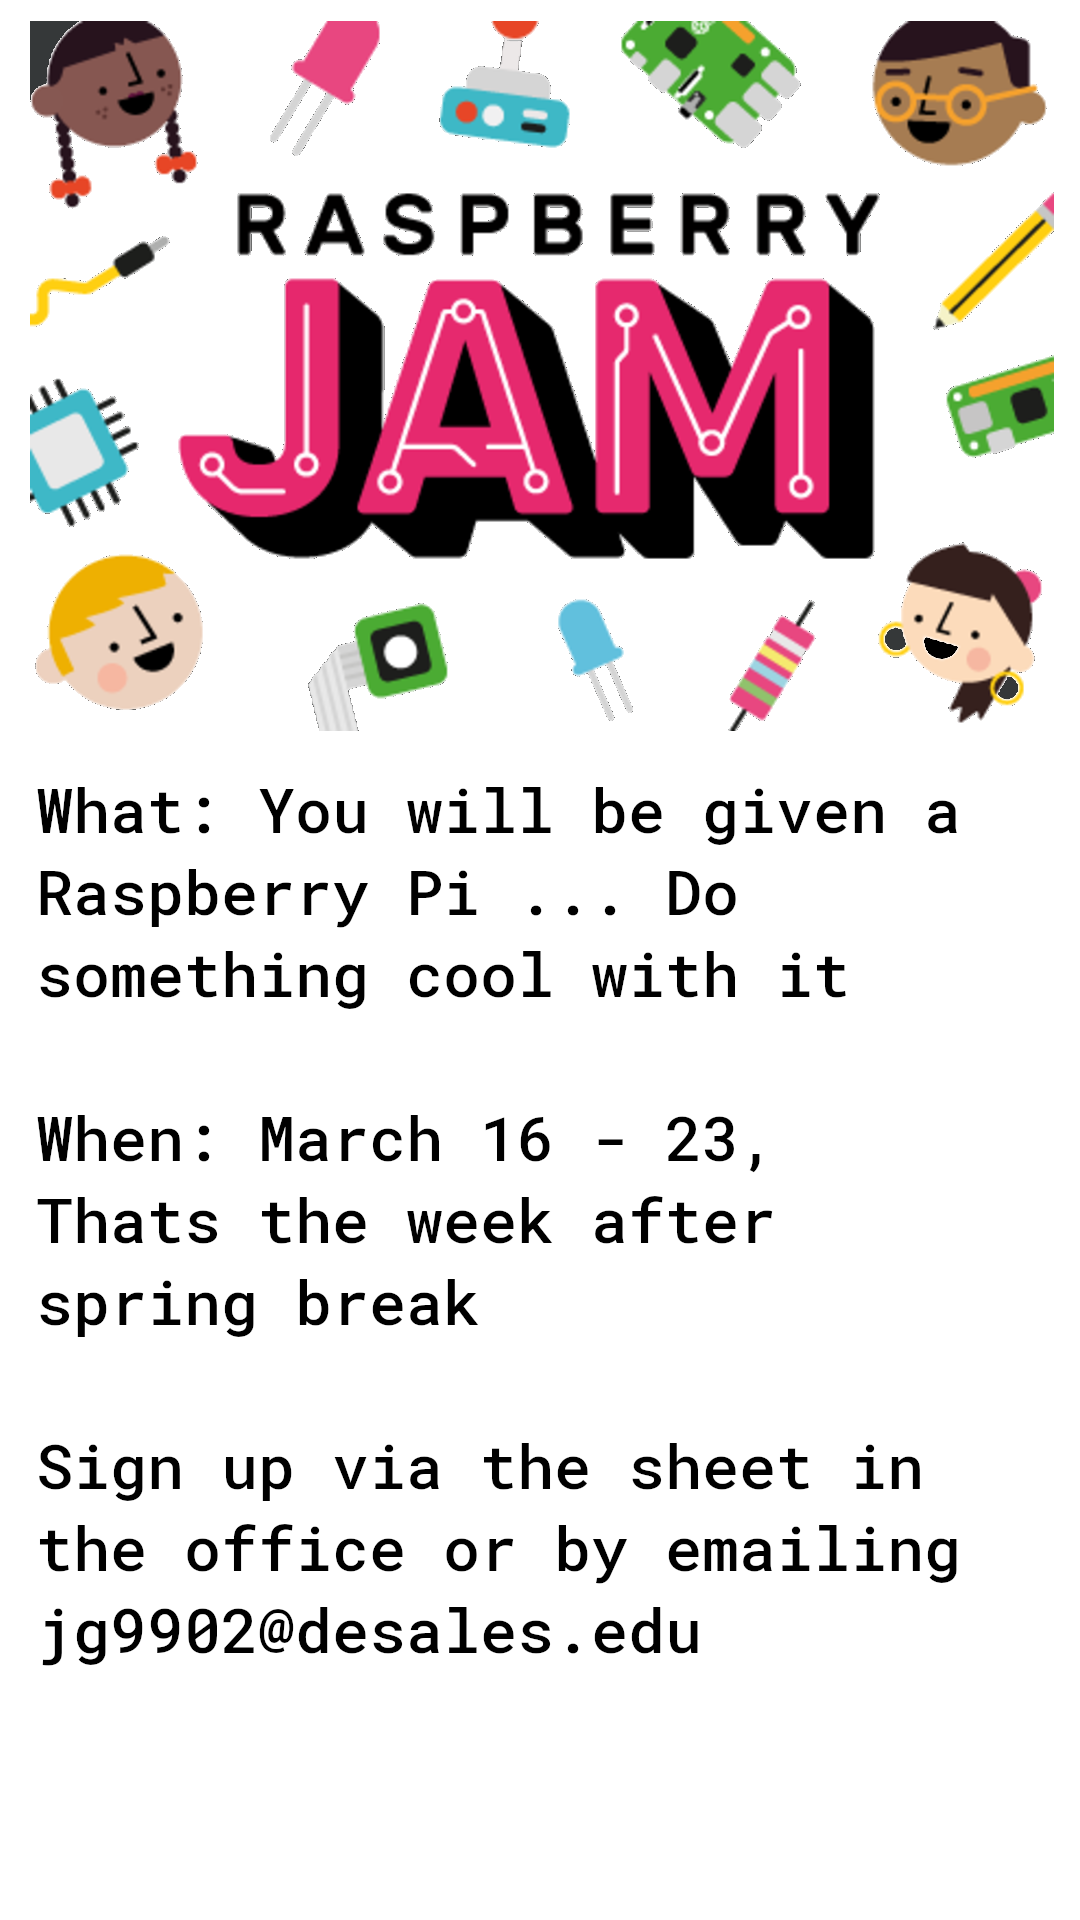 RASPBERRY
JAM
What: You will be given a
Raspberry Pi ... Do
something cool with it
When: March 16 - 23,
Thats the week after
spring break
Sign up via the sheet in
the office or by emailing
jg9902@desales.edu